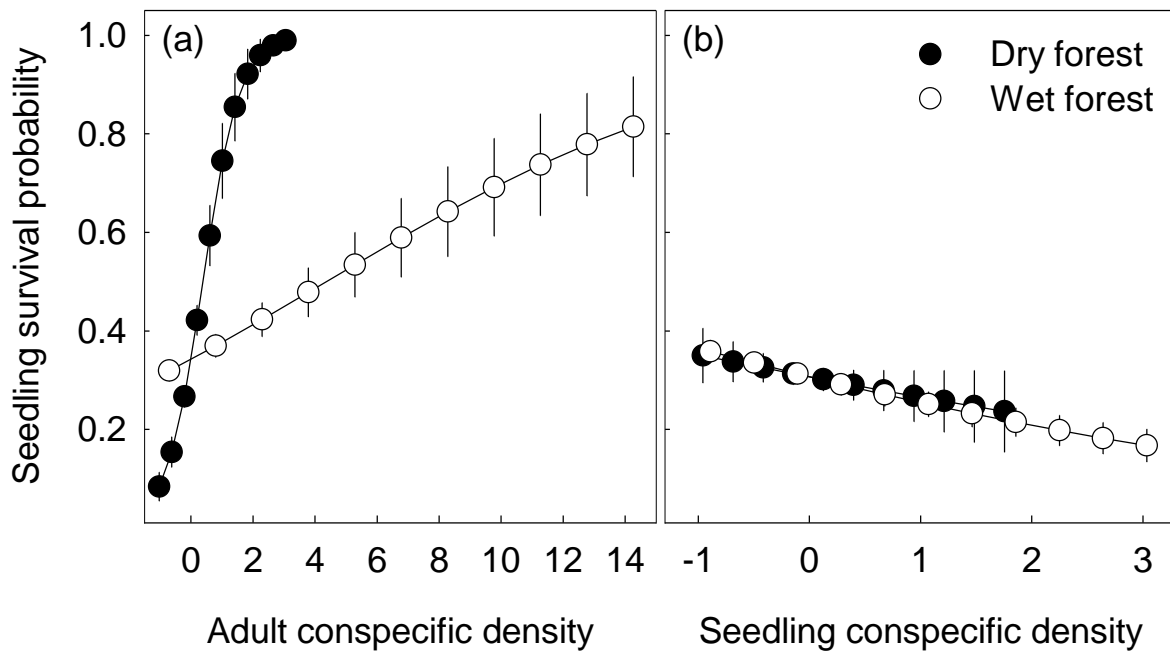 (a)
(b)
Dry forest
Wet forest
Seedling survival probability
1.0
0.8
0.6
0.4
0.2
0 2 4 6 8 10 12 14
-1 0 1 2 3
Adult conspecific density
Seedling conspecific density